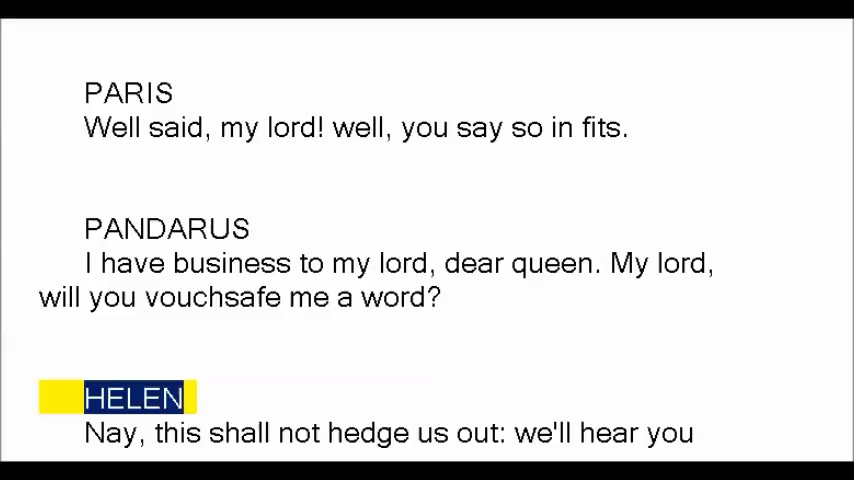 PARIS
Well said, my lord! well, you say so in fits.
PANDARUS
I have business to my lord, dear queen. My lord,
will you vouchsafe me a word?
HELEN
Nay, this shall not hedge us out: we'll hear you